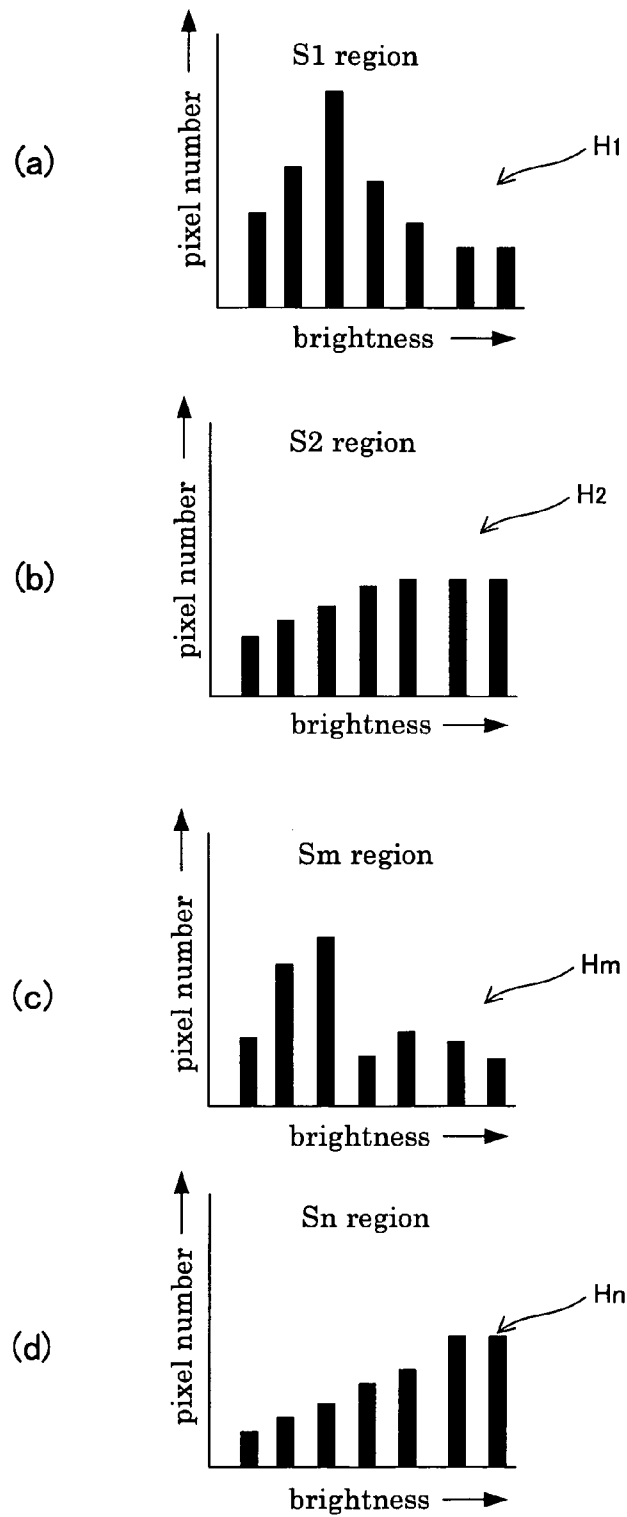 S1 region
(a)
H1
pixel number
brightness
S2 region
(b)
H2
pixel number
brightness
Sm region
(c)
Hm
pixel number
brightness
Sn region
(d)
Hn
pixel number
brightness